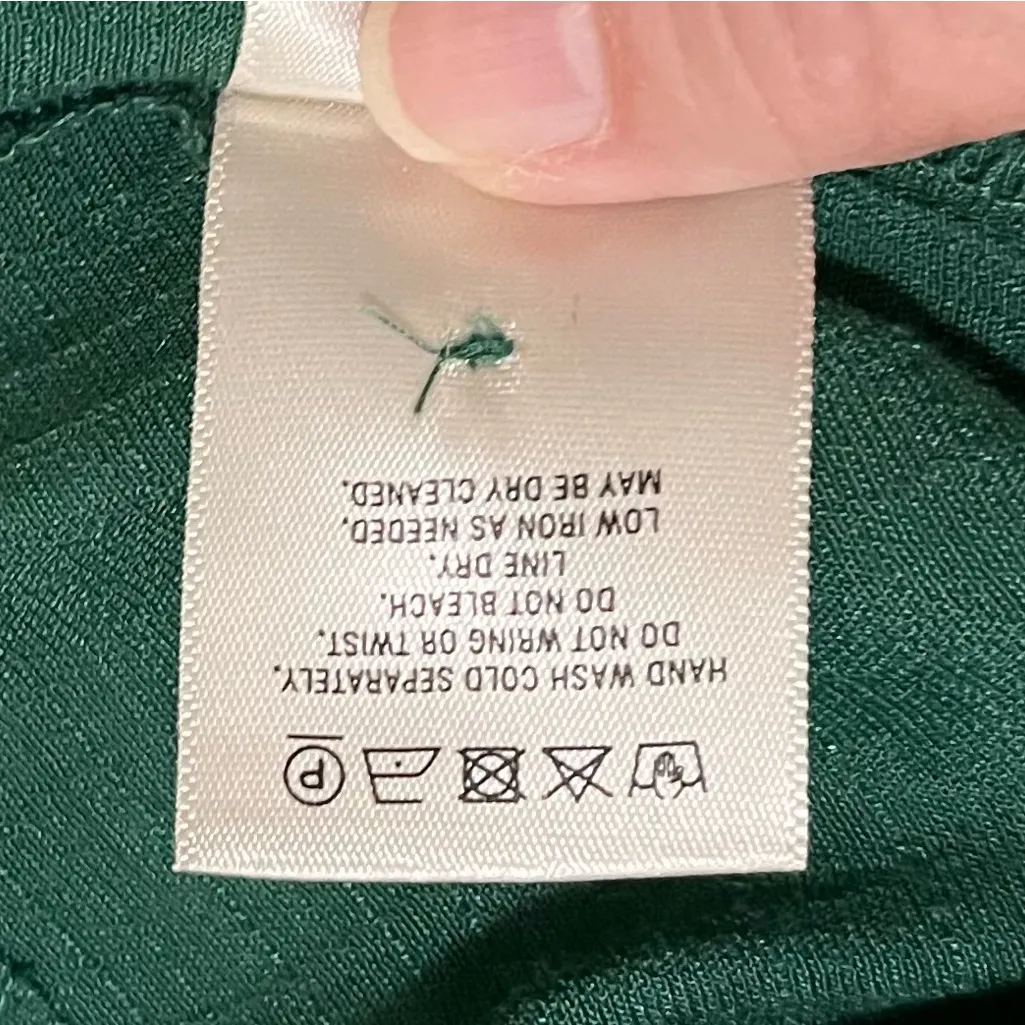 HAND WASH COLD SEPARATELY.
DO NOT WRING OR TWIST.
DO NOT BLEACH.
LINE DRY.
LOW IRON AS NEEDED.
MAY BE DRY CLEANED.
P